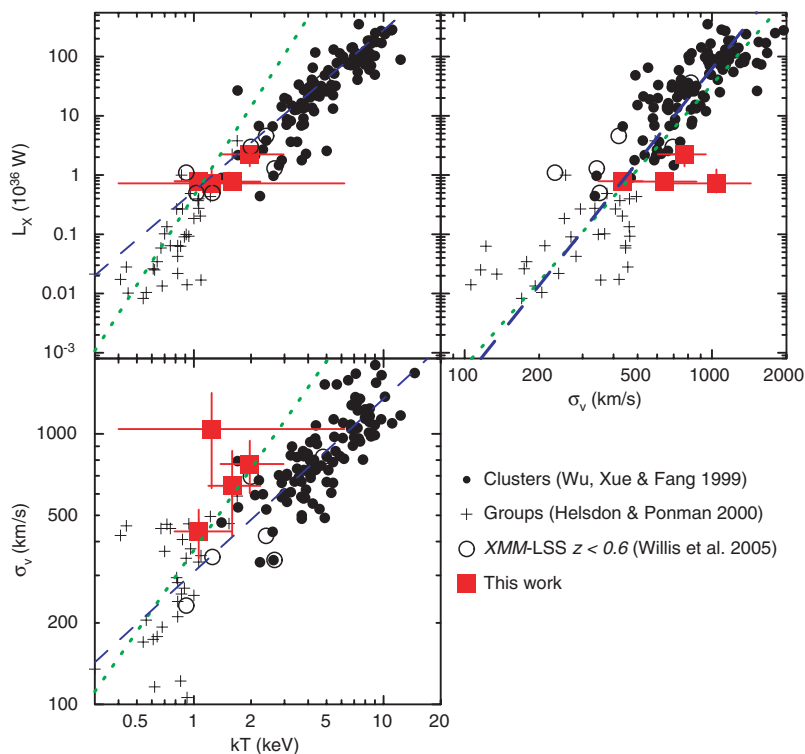 100
10
1
0.1
0.01
10⁻³
L_X (10³⁶ W)
100 200 500 1000 2000
σ_v (km/s)
1000
500
200
100
σ_v (km/s)
0.5 1 2 5 10 20
kT (keV)
Clusters (Wu, Xue & Fang 1999)
Groups (Helsdon & Ponman 2000)
XMM-LSS z < 0.6 (Willis et al. 2005)
This work